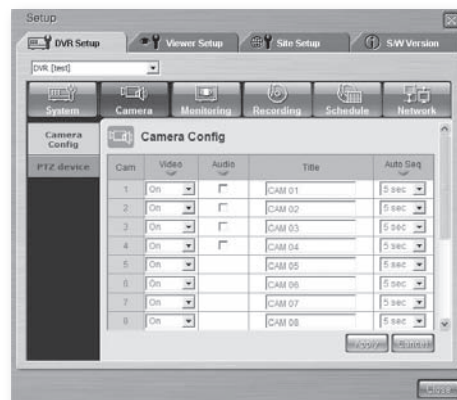 Setup
DVR Setup Viewer Setup Site Setup S/W Version
DVR [test]
System Camera Monitoring Recording Schedule Network
Camera Config
PTZ device
Camera Config
Cam Video Audio Title Auto Seq
1 On CAM 01 5 sec
2 On CAM 02 5 sec
3 On CAM 03 5 sec
4 On CAM 04 5 sec
5 On CAM 05 5 sec
6 On CAM 06 5 sec
7 On CAM 07 5 sec
8 On CAM 08 5 sec
Apply Cancel
Close